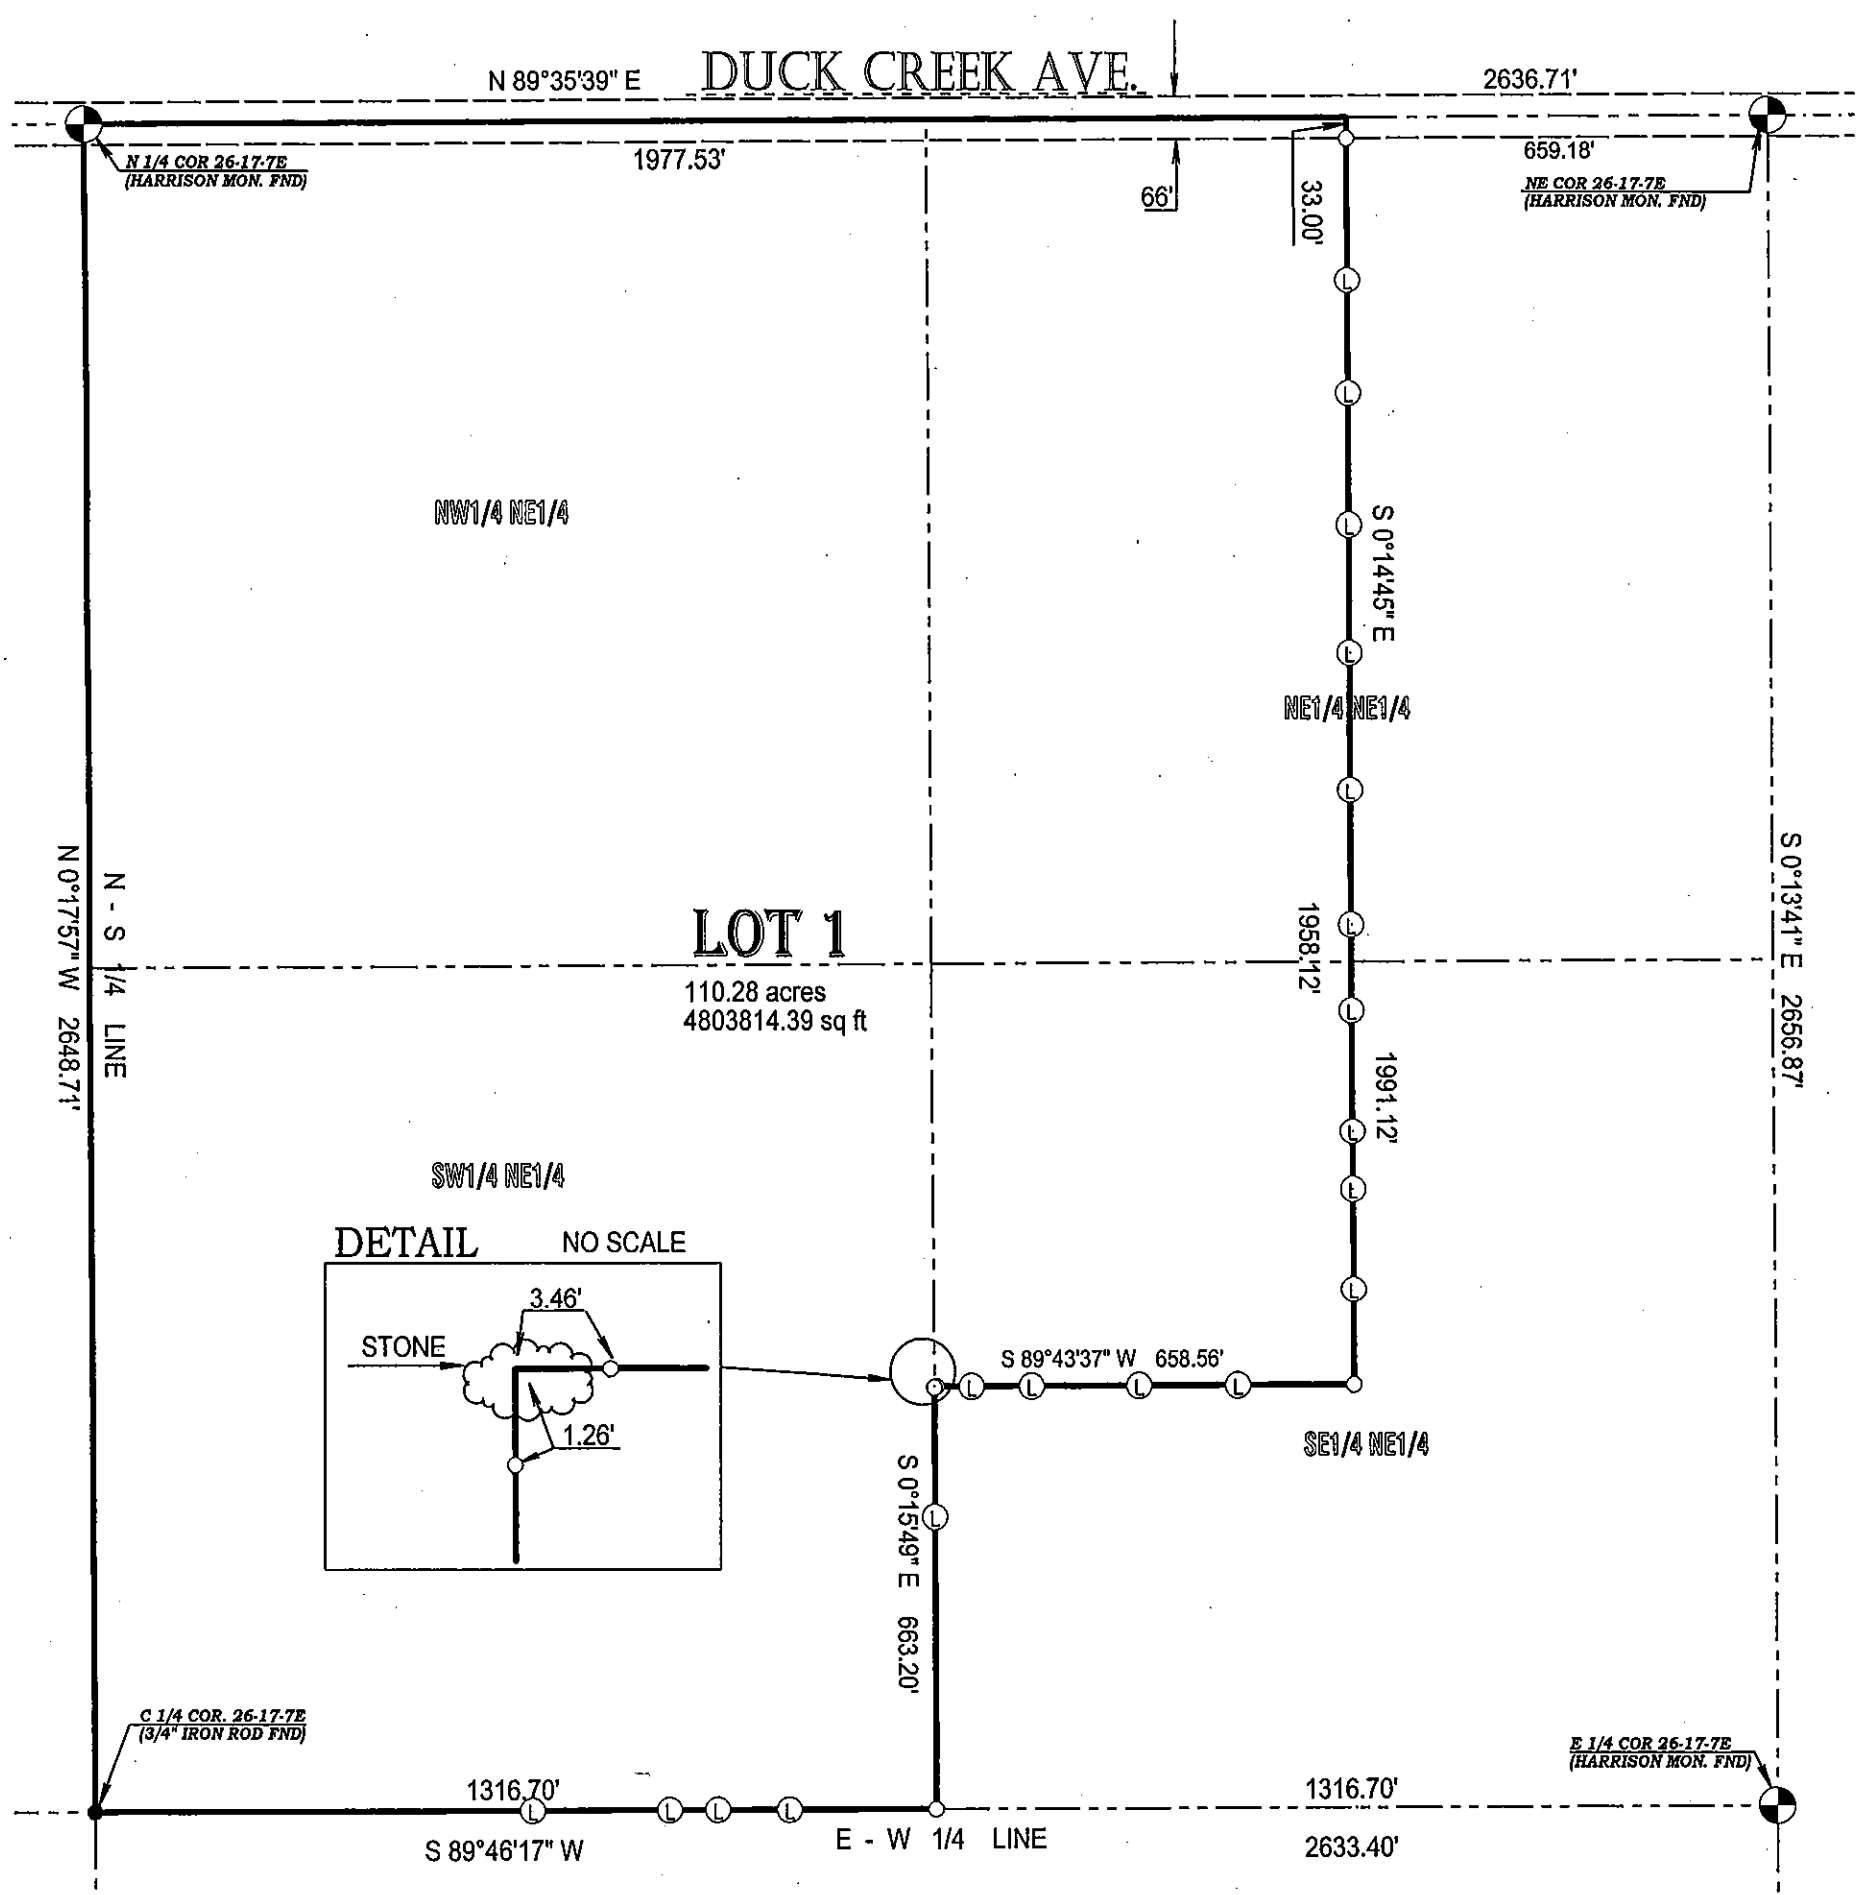 DUCK CREEK AVE.
N 89°35'39" E
2636.71'
N 1/4 COR 26-17-7E
(HARRISON MON. FND)
1977.53'
66'
33.00'
659.18'
NE COR 26-17-7E
(HARRISON MON. FND)
L
L
NW1/4 NE1/4
L
S 0°14'45" E
L
NE1/4 NE1/4
L
N 0°17'57" W 2648.71'
N - S 1/4 LINE
LOT 1
110.28 acres
4803814.39 sq ft
L
1958.12'
L
1991.12'
S 0°13'41" E 2656.87'
L
L
SW1/4 NE1/4
L
DETAIL NO SCALE
3.46'
STONE
1.26'
S 89°43'37" W 658.56'
L L L L
SE1/4 NE1/4
S 0°15'49" E 663.20'
L
C 1/4 COR. 26-17-7E
(3/4" IRON ROD FND)
E 1/4 COR 26-17-7E
(HARRISON MON. FND)
1316.70'
L L L L
1316.70'
S 89°46'17" W
E - W 1/4 LINE
2633.40'